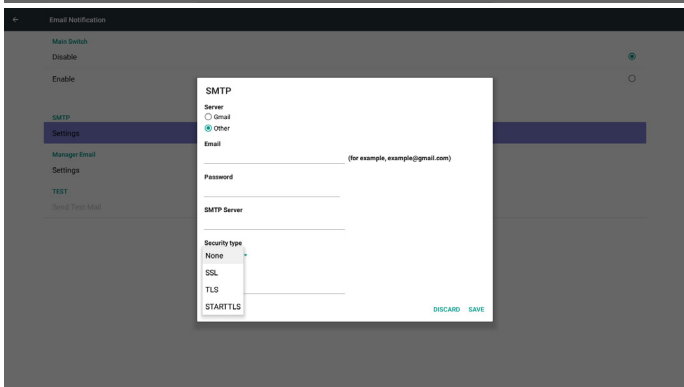 Email Notification
Main Switch
Disable
Enable
SMTP
Settings
Manager Email
Settings
TEST
Send Test Mail
SMTP
Server
Gmail
Other
Email
(for example, example@gmail.com)
Password
SMTP Server
Security type
None
SSL
TLS
STARTTLS
DISCARD SAVE